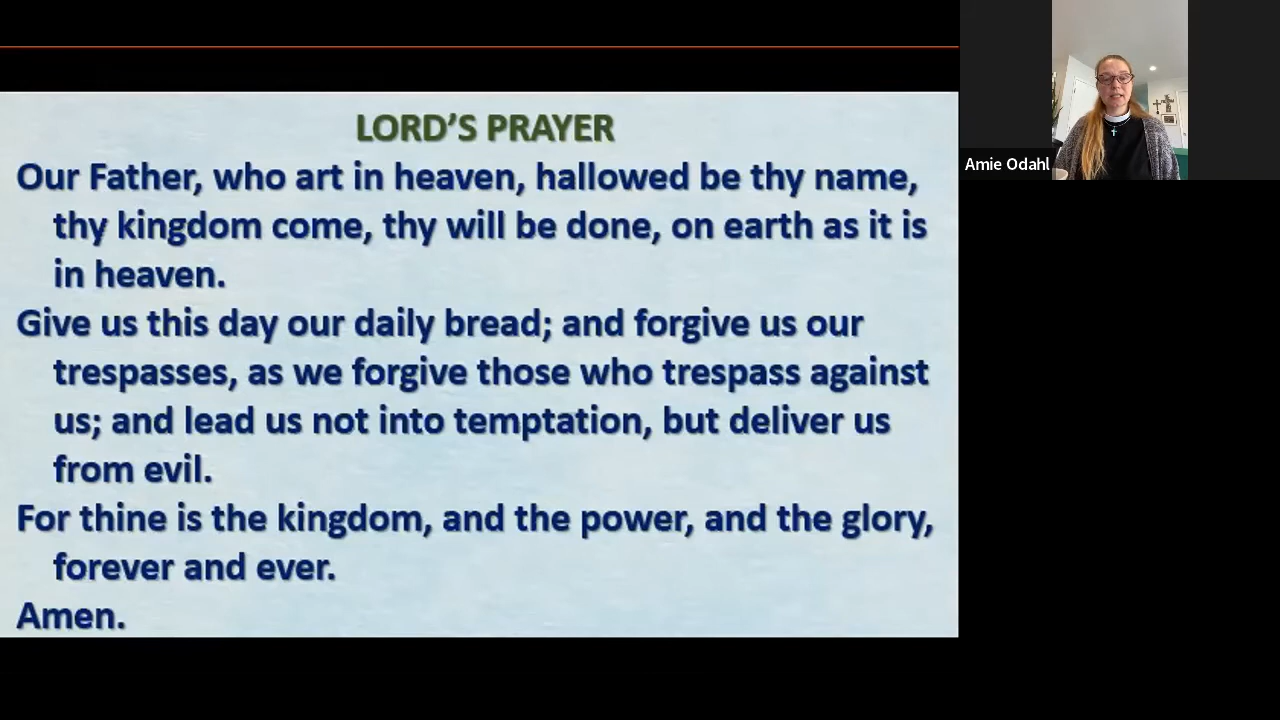 LORD'S PRAYER
Our Father, who art in heaven, hallowed be thy name,
thy kingdom come, thy will be done, on earth as it is
in heaven.
Give us this day our daily bread; and forgive us our
trespasses, as we forgive those who trespass against
us; and lead us not into temptation, but deliver us
from evil.
For thine is the kingdom, and the power, and the glory,
forever and ever.
Amen.
Amie Odahl